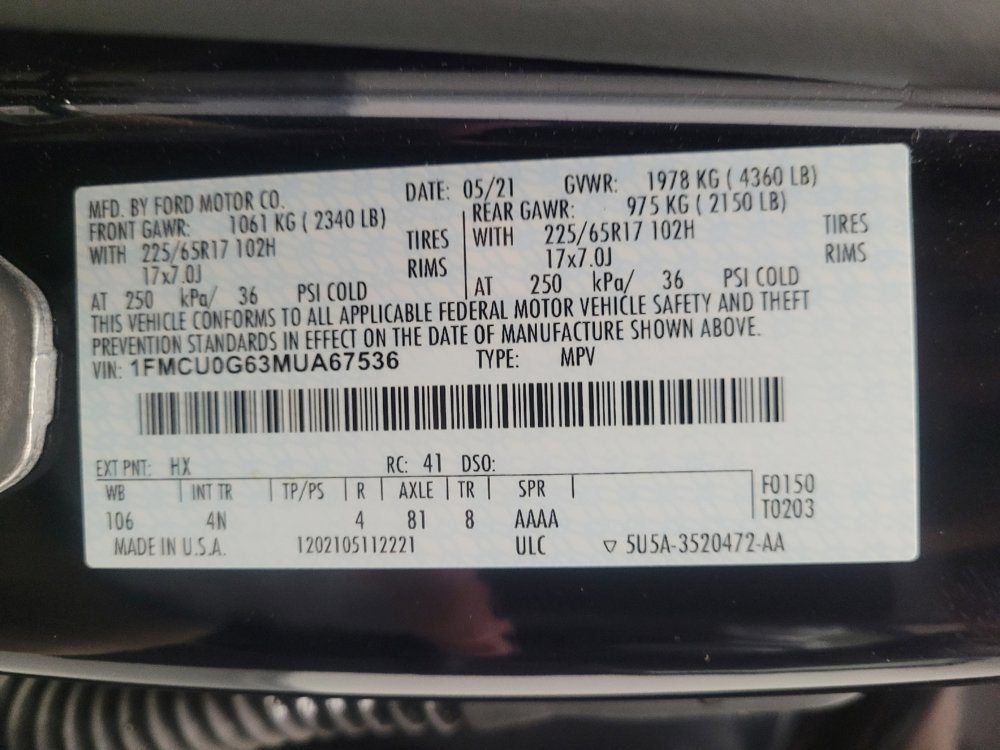 MFD. BY FORD MOTOR CO. DATE: 05/21 GVWR: 1978 KG ( 4360 LB)
FRONT GAWR: 1061 KG ( 2340 LB) REAR GAWR: 975 KG ( 2150 LB)
WITH 225/65R17 102H TIRES WITH 225/65R17 102H TIRES
17x7.0J RIMS 17x7.0J RIMS
AT 250 kPa/ 36 PSI COLD AT 250 kPa/ 36 PSI COLD
THIS VEHICLE CONFORMS TO ALL APPLICABLE FEDERAL MOTOR VEHICLE SAFETY AND THEFT
PREVENTION STANDARDS IN EFFECT ON THE DATE OF MANUFACTURE SHOWN ABOVE.
VIN: 1FMCU0G63MUA67536 TYPE: MPV
EXT PNT: HX RC: 41 DSO:
WB INT TR TP/PS R AXLE TR SPR F0150
106 4N 4 81 8 AAAA T0203
MADE IN U.S.A. 1202105112221 ULC ▽ 5U5A-3520472-AA